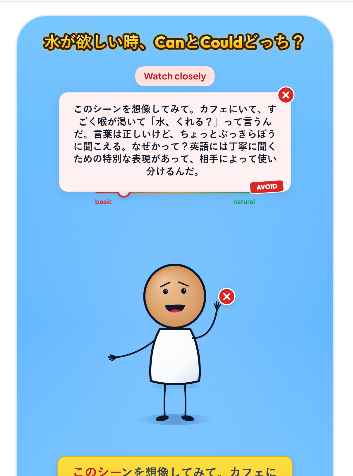 水が欲しい時、CanとCouldどっち？
Watch closely
このシーンを想像してみて。カフェにいて、す
ごく喉が渇いて「水、くれる？」って言うん
だ。言葉は正しいけど、ちょっとぶっきらぼう
に聞こえる。なぜかって？英語には丁寧に聞く
ための特別な表現があって、相手によって使い
分けるんだ。
AVOID
basic
natural
このシーンを想像してみて。カフェに